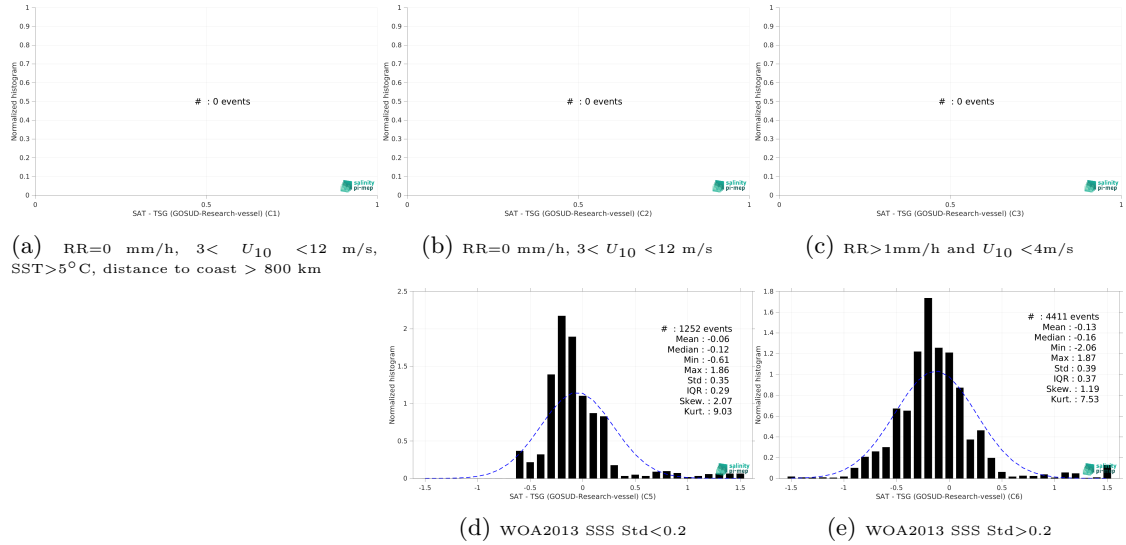 1
0.9
0.8
0.7
0.6
0.5
0.4
0.3
0.2
0.1
0
Normalized histogram
# : 0 events
salinity
pi-mep
0 0.5 1
SAT - TSG (GOSUD-Research-vessel) (C1)
1
0.9
0.8
0.7
0.6
0.5
0.4
0.3
0.2
0.1
0
Normalized histogram
# : 0 events
salinity
pi-mep
0 0.5 1
SAT - TSG (GOSUD-Research-vessel) (C2)
1
0.9
0.8
0.7
0.6
0.5
0.4
0.3
0.2
0.1
0
Normalized histogram
# : 0 events
salinity
pi-mep
0 0.5 1
SAT - TSG (GOSUD-Research-vessel) (C3)
(a) RR=0 mm/h, 3< U10 <12 m/s,
SST>5°C, distance to coast > 800 km
(b) RR=0 mm/h, 3< U10 <12 m/s
(c) RR>1mm/h and U10 <4m/s
2.5
2
1.5
1
0.5
0
Normalized histogram
# : 1252 events
Mean : -0.06
Median : -0.12
Min : -0.61
Max : 1.86
Std : 0.35
IQR : 0.29
Skew. : 2.07
Kurt. : 9.03
salinity
pi-mep
-1.5 -1 -0.5 0 0.5 1 1.5
SAT - TSG (GOSUD-Research-vessel) (C5)
1.8
1.6
1.4
1.2
1
0.8
0.6
0.4
0.2
0
Normalized histogram
# : 4411 events
Mean : -0.13
Median : -0.16
Min : -2.06
Max : 1.87
Std : 0.39
IQR : 0.37
Skew. : 1.19
Kurt. : 7.53
salinity
pi-mep
-1.5 -1 -0.5 0 0.5 1 1.5
SAT - TSG (GOSUD-Research-vessel) (C6)
(d) WOA2013 SSS Std<0.2
(e) WOA2013 SSS Std>0.2